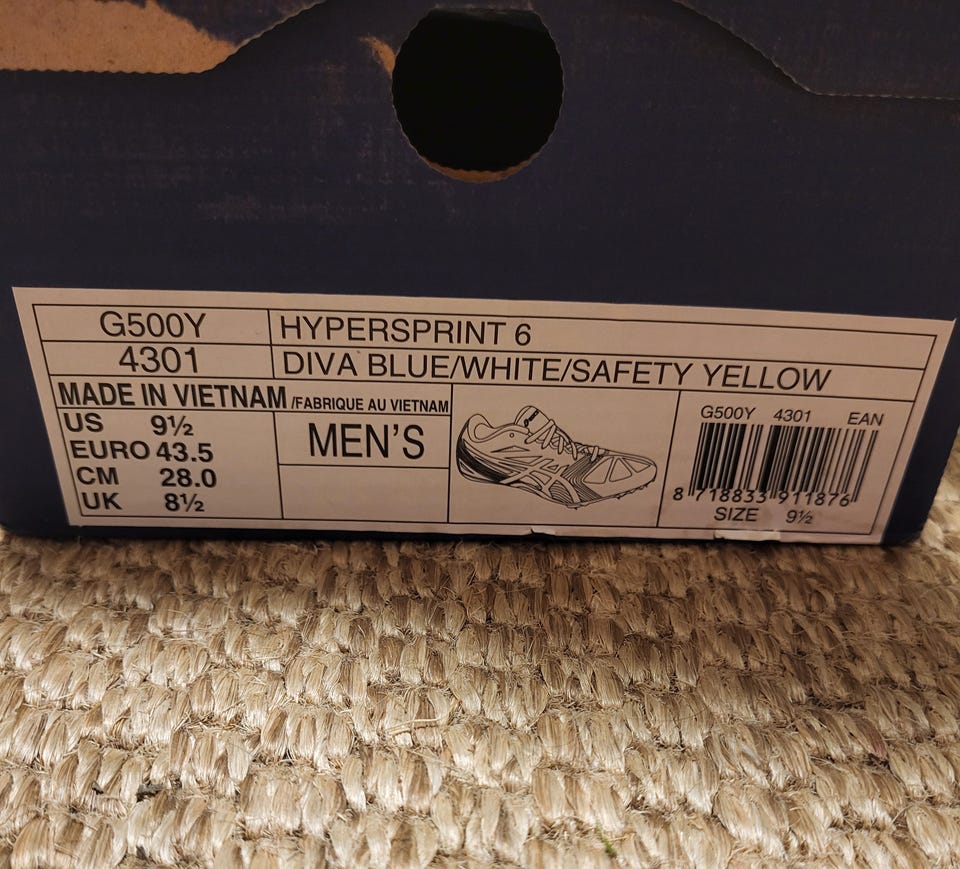 G500Y HYPERSPRINT 6
4301 DIVA BLUE/WHITE/SAFETY YELLOW
MADE IN VIETNAM /FABRIQUE AU VIETNAM
US 9½
EURO 43.5
CM 28.0
UK 8½
MEN'S
G500Y 4301 EAN
8 718833 911876
SIZE 9½